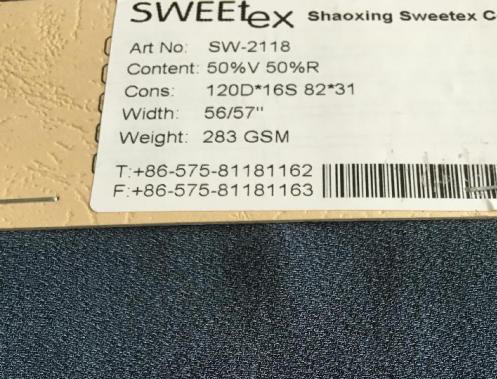 SWEEtex Shaoxing Sweetex
Art No: SW-2118
Content: 50%V 50%R
Cons: 120D*16S 82*31
Width: 56/57"
Weight: 283 GSM
T:+86-575-81181162
F:+86-575-81181163